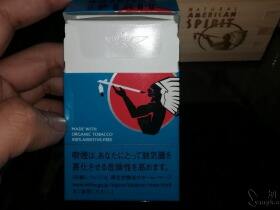 NATURAL
AMERICAN
SPIRIT
MADE WITH
ORGANIC TOBACCO
100% ADDITIVE-FREE
喫煙は、あなたにとって肺気腫を
悪化させる危険性を高めます。